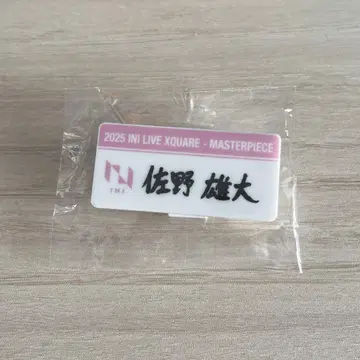 2025 INI LIVE XQUARE - MASTERPIECE
佐野 雄大
INI